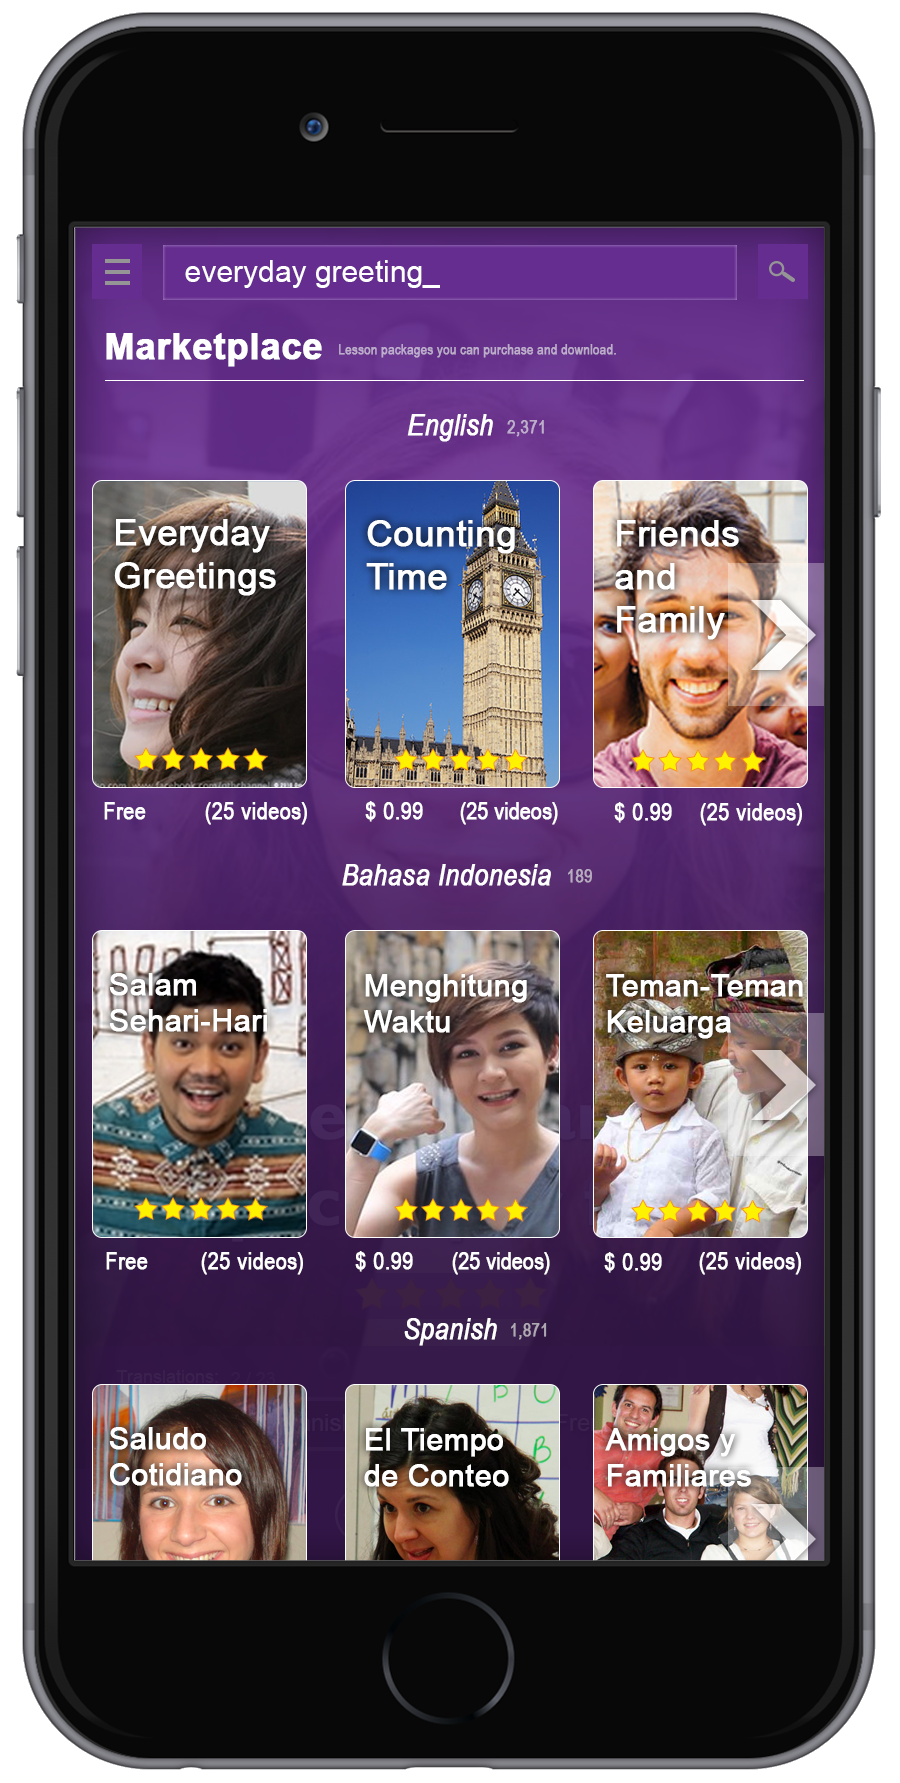 everyday greeting_
Marketplace Lesson packages you can purchase and download.
English 2,371
Everyday
Greetings
Counting
Time
Friends
and
Family
Free (25 videos)
$ 0.99 (25 videos)
$ 0.99 (25 videos)
Bahasa Indonesia 189
Salam
Sehari-Hari
Menghitung
Waktu
Teman-Teman
Keluarga
Free (25 videos)
$ 0.99 (25 videos)
$ 0.99 (25 videos)
Spanish 1,871
Translations:
Saludo
Cotidiano
El Tiempo
de Conteo
Amigos y
Familiares